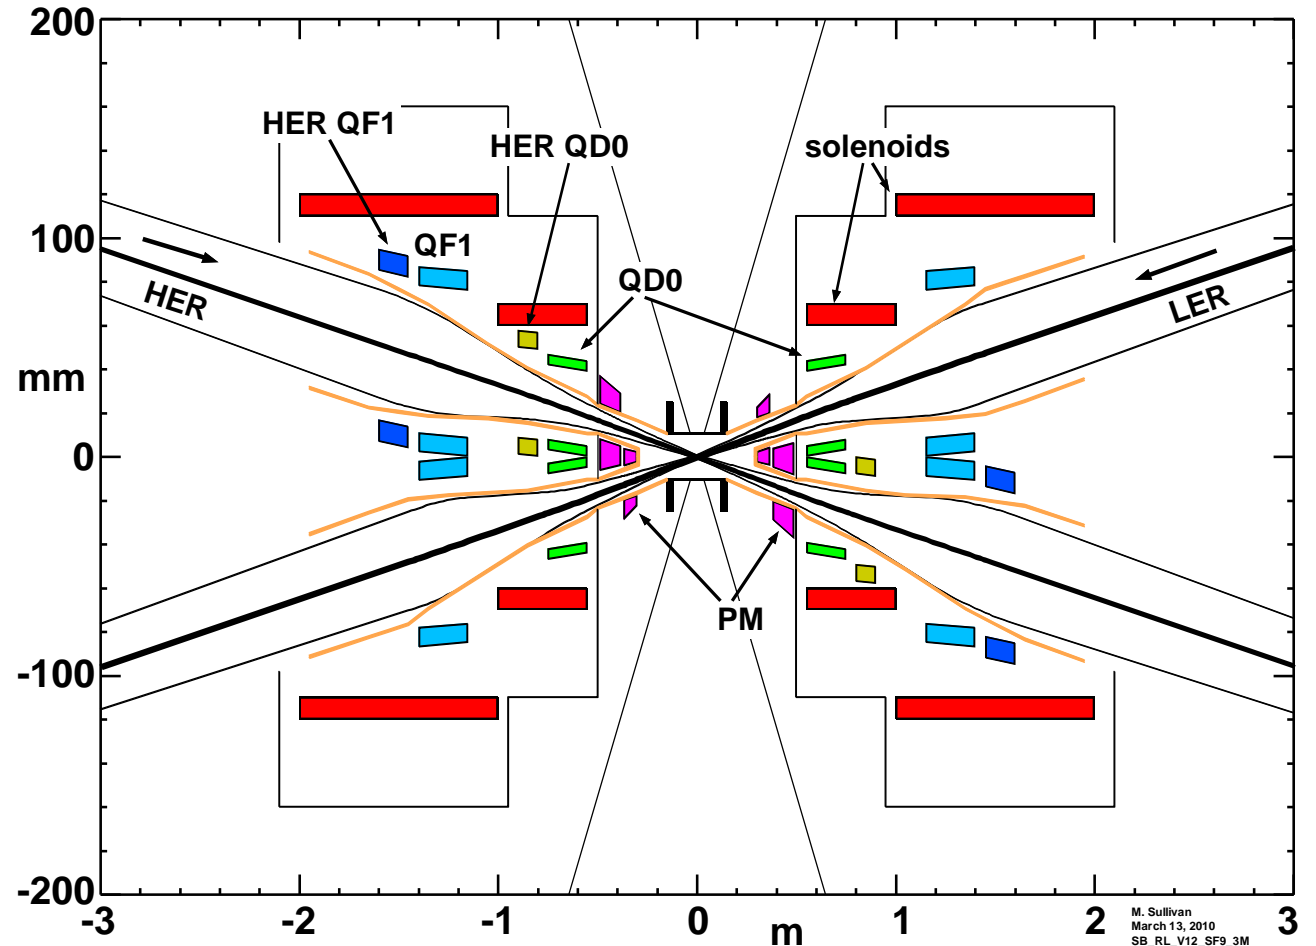 200
HER QF1
HER QD0
solenoids
100
QF1
QD0
HER
LER
mm
0
PM
-100
-200
-3
-2
-1
0
m
1
2
3
M. Sullivan
March 13, 2010
SB_RL_V12_SF9_3M